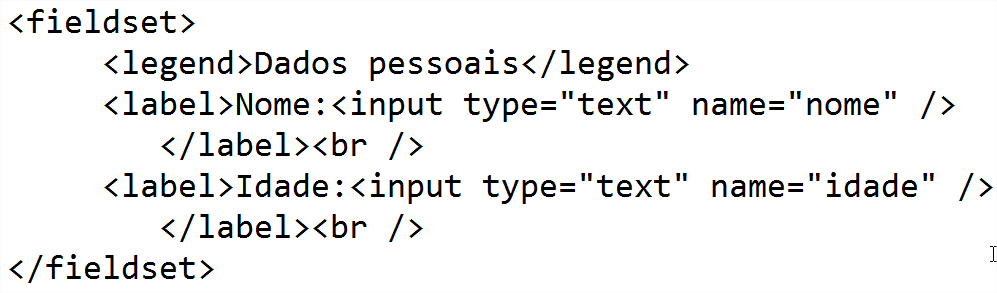 <fieldset>
<legend>Dados pessoais</legend>
<label>Nome:<input type="text" name="nome" />
</label><br />
<label>Idade:<input type="text" name="idade" />
</label><br />
</fieldset>